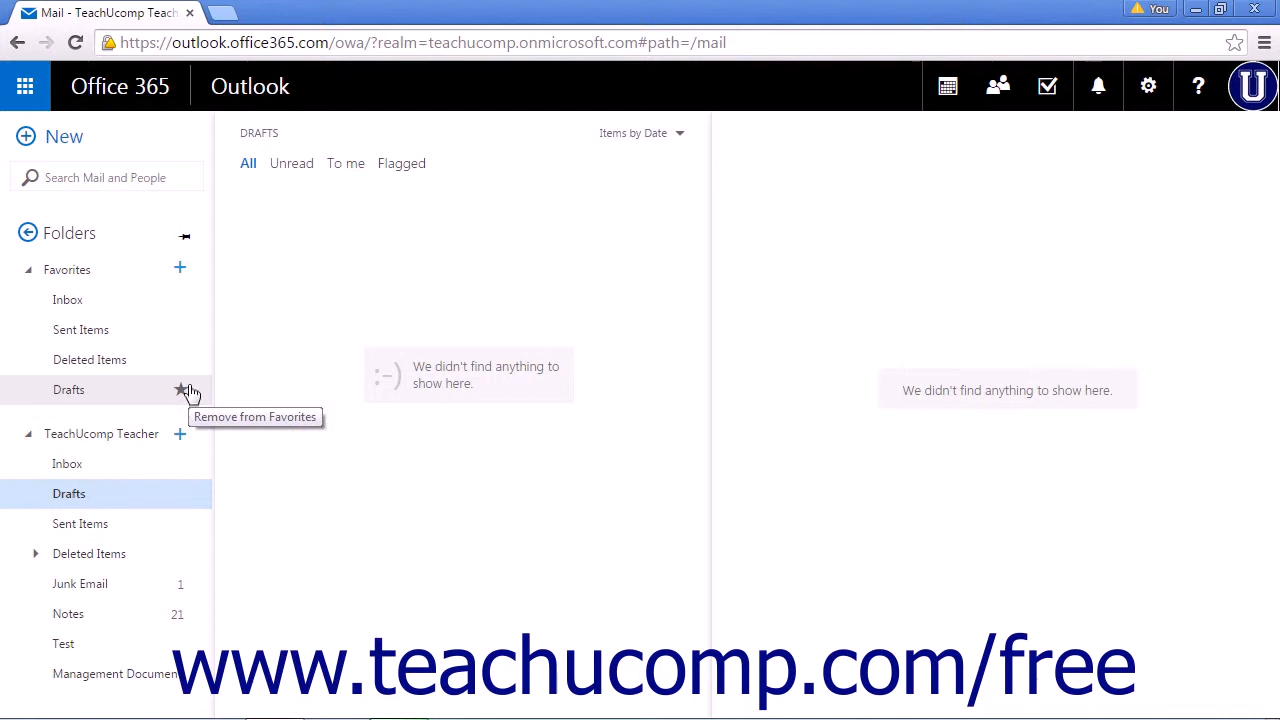 Mail - TeachUcomp Teach
You
https://outlook.office365.com/owa/?realm=teachucomp.onmicrosoft.com#path=/mail
Office 365
Outlook
?
U
New
Search Mail and People
Folders
Favorites
Inbox
Sent Items
Deleted Items
Drafts
Remove from Favorites
TeachUcomp Teacher
Inbox
Drafts
Sent Items
Deleted Items
Junk Email 1
Notes 21
Test
Management Documen
DRAFTS
Items by Date
All Unread To me Flagged
:-)
We didn't find anything to
show here.
We didn't find anything to show here.
www.teachucomp.com/free